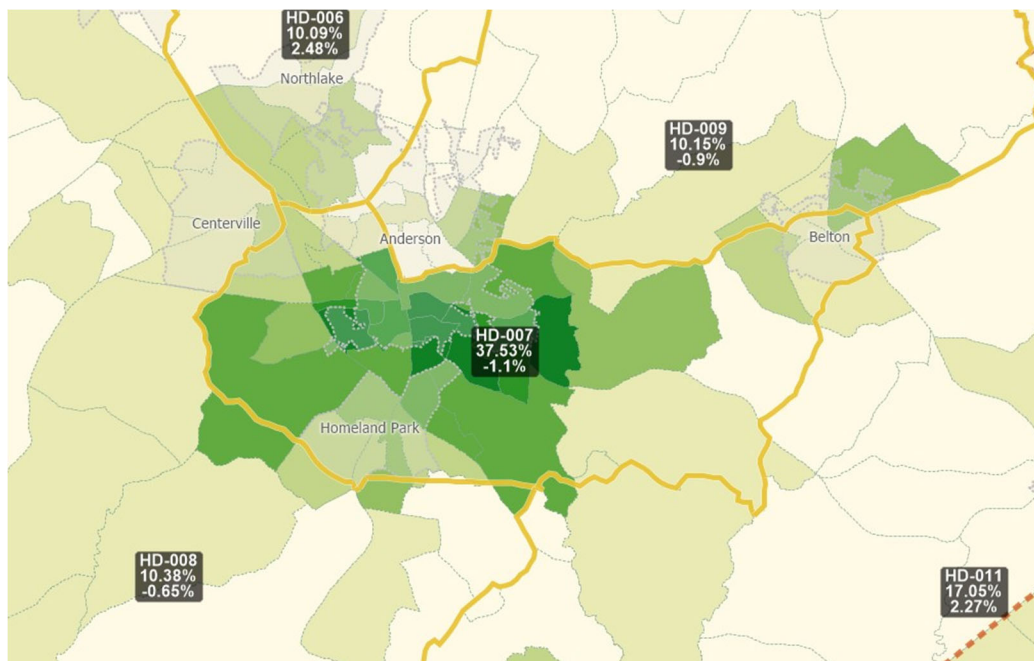 HD-006
10.09%
2.48%
Northlake
HD-009
10.15%
-0.9%
Centerville
Anderson
Belton
HD-007
37.53%
-1.1%
Homeland Park
HD-008
10.38%
-0.65%
HD-011
17.05%
2.27%